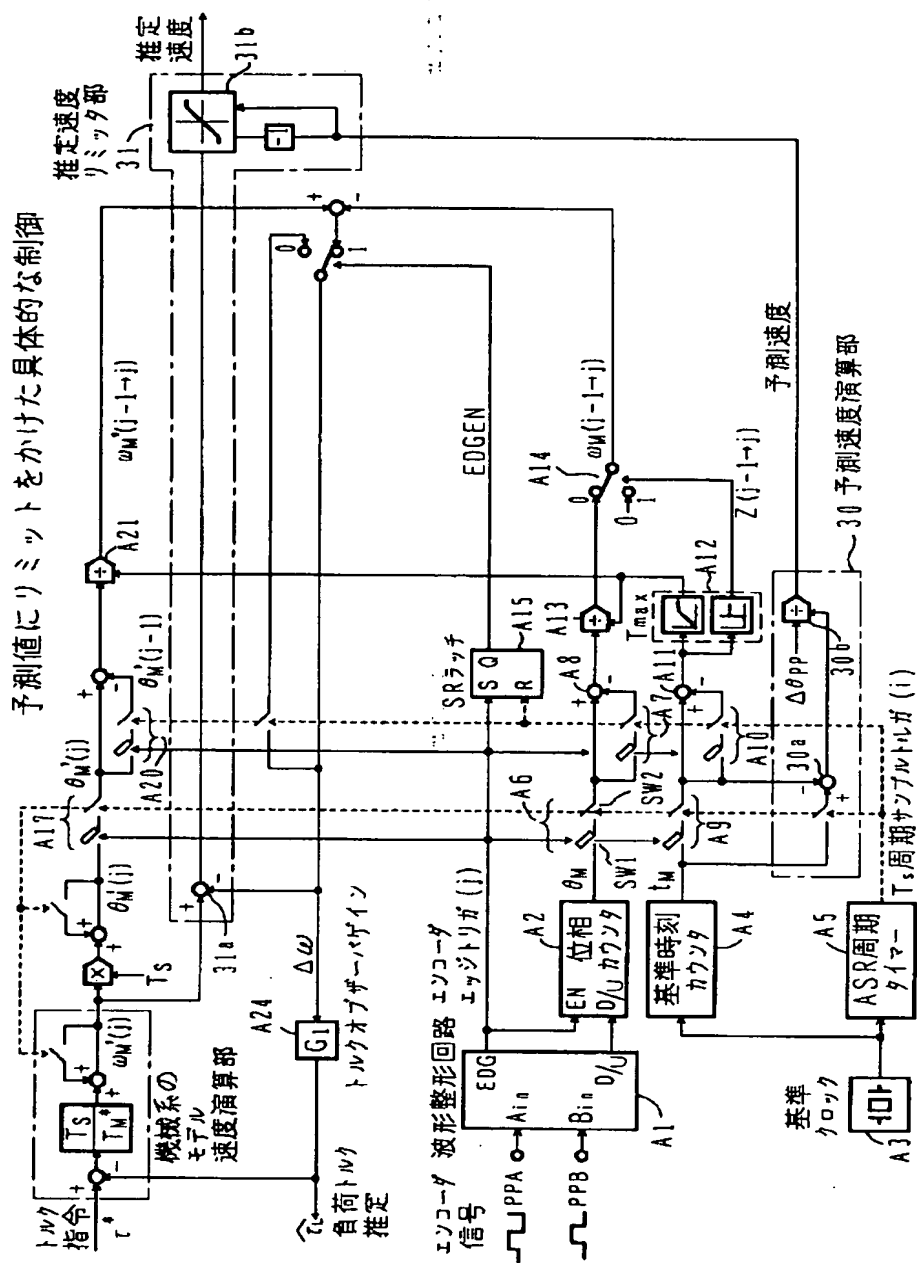 予測値にリミットをかけた具体的な制御
トルク
指令
τ*
+
-
TS
TM*
+
+
ωM'(j)
機械系の
モデル
速度演算部
×
TS
+
+
θM'(j)
A17
θM'(j)
A20
+
-
θM'(j-1)
÷
A21
ωM'(j-1→j)
推定速度
リミッタ部
31
-1
31b
推定
速度
31a
-
Δω
A24
G1
トルクオブザーバゲイン
τ̂L
負荷トルク
推定
0
1
+
-
エンコーダ
信号
PPA
PPB
波形整形回路
Ain
Bin
EDG
D/U
A1
エンコーダ
エッジトリガ(j)
A2
EN 位相
D/U カウンタ
θM
SW1
SW2
A6
A7
+
-
A8
÷
A13
SRラッチ
S Q
R
A15
EDGEN
0
1
0
A14
ωM(j-1→j)
基準時刻
カウンタ
A4
tM
A9
A10
+
-
A11
Tmax
A12
Z(j-1→j)
基準
クロック
A3
ASR周期
タイマー
A5
TS周期サンプルトルガ(i)
30a
-
+
ΔθPP
÷
30b
30予測速度演算部
予測速度